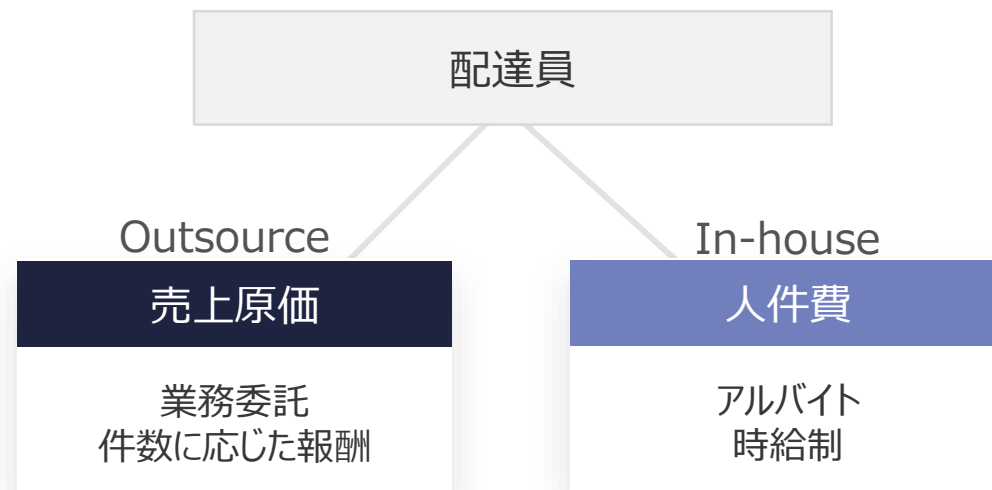 配達員
Outsource
売上原価
業務委託
件数に応じた報酬
In-house
人件費
アルバイト
時給制